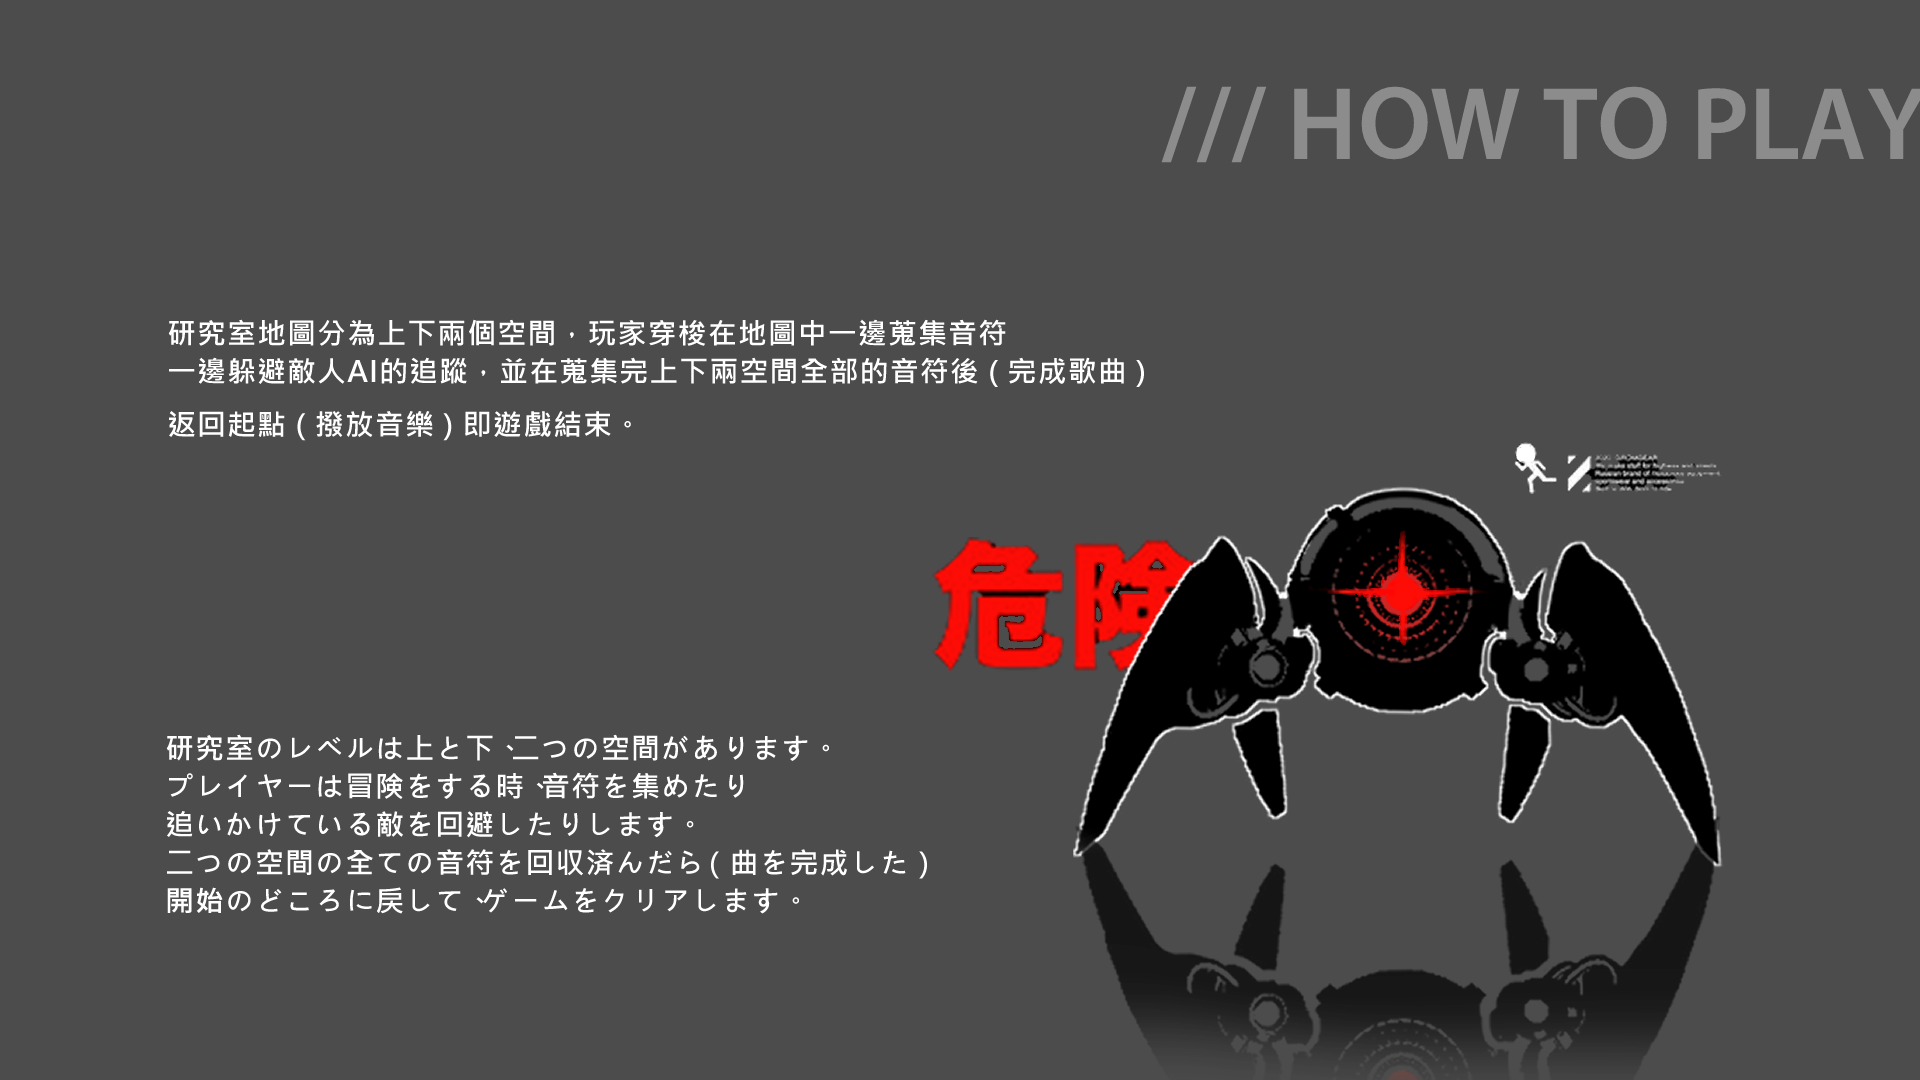 /// HOW TO PLAY
研究室地圖分為上下兩個空間，玩家穿梭在地圖中一邊蒐集音符
一邊躲避敵人AI的追蹤，並在蒐集完上下兩空間全部的音符後（完成歌曲）
返回起點（撥放音樂）即遊戲結束。
危険
研究室のレベルは上と下、二つの空間があります。
プレイヤーは冒険をする時、音符を集めたり
追いかけている敵を回避したりします。
二つの空間の全ての音符を回収済んだら（曲を完成した）
開始のどころに戻して、ゲームをクリアします。